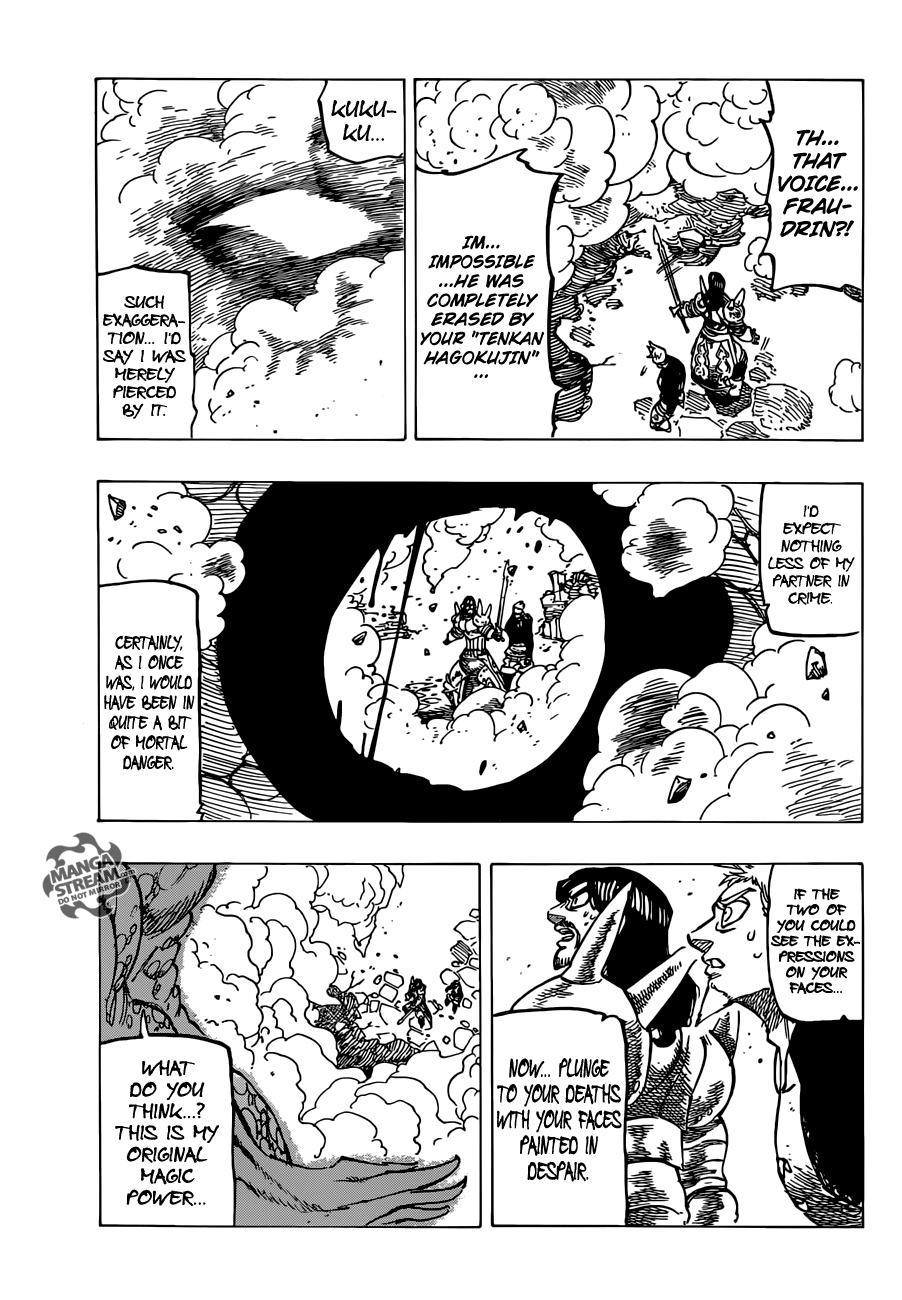 TH...
THAT
VOICE...
FRAU-
DRIN?!
IM...
IMPOSSIBLE
...HE WAS
COMPLETELY
ERASED BY
YOUR "TENKAN
HAGOKUJIN"
...
KUKU-
KU...
SUCH
EXAGGERA-
TION... I'D
SAY I WAS
MERELY
PIERCED
BY IT.
I'D
EXPECT
NOTHING
LESS OF MY
PARTNER IN
CRIME.
CERTAINLY,
AS I ONCE
WAS, I WOULD
HAVE BEEN IN
QUITE A BIT
OF MORTAL
DANGER.
IF THE
TWO OF
YOU COULD
SEE THE EX-
PRESSIONS
ON YOUR
FACES...
NOW... PLUNGE
TO YOUR DEATHS
WITH YOUR FACES
PAINTED IN
DESPAIR.
WHAT
DO YOU
THINK...?
THIS IS MY
ORIGINAL
MAGIC
POWER...
MANGA
STREAM.com
DO NOT MIRROR